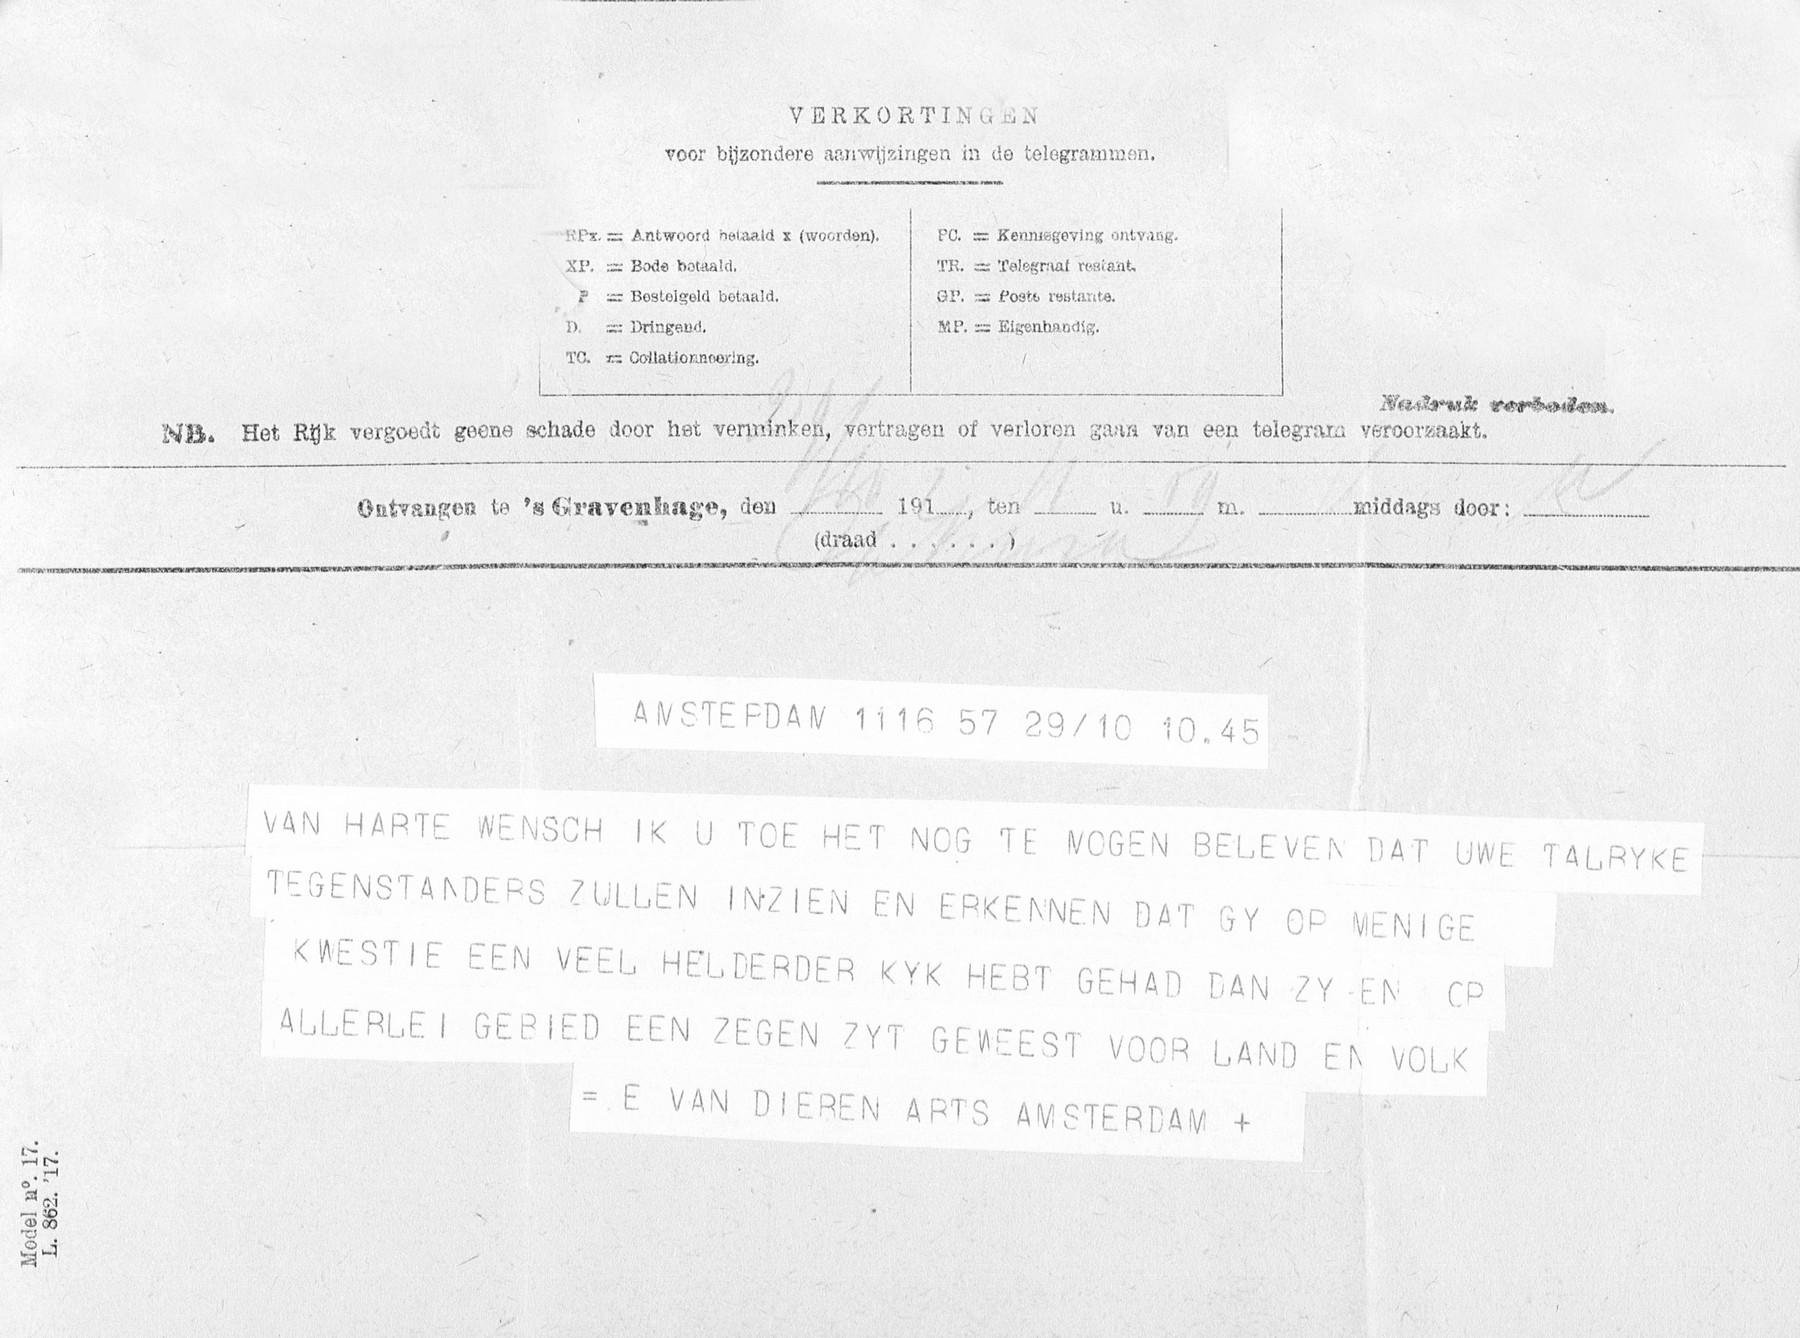 VERKORTINGEN
voor bijzondere aanwijzingen in de telegrammen.
RPx. = Antwoord betaald x (woorden).
XP. = Bode betaald.
P = Bestelgeld betaald.
D. = Dringend.
TC. = Collationneering.
PC. = Kennisgeving ontvang.
TR. = Telegraaf restant.
GP. = Poste restante.
MP. = Eigenhandig.
Nadruk verboden.
NB. Het Rijk vergoedt geene schade door het verminken, vertragen of verloren gaan van een telegram veroorzaakt.
Ontvangen te 's Gravenhage, den 191 , ten u. m. middags door:
(draad . . . . . . )
AMSTEPDAM 1116 57 29/10 10.45
VAN HARTE WENSCH IK U TOE HET NOG TE MOGEN BELEVEN DAT UWE TALRYKE
TEGENSTANDERS ZULLEN INZIEN EN ERKENNEN DAT GY OP MENIGE
KWESTIE EEN VEEL HELDERDER KYK HEBT GEHAD DAN ZY EN OP
ALLERLEI GEBIED EEN ZEGEN ZYT GEWEEST VOOR LAND EN VOLK
= E VAN DIEREN ARTS AMSTERDAM +
Model nº. 17.
L. 862. '17.